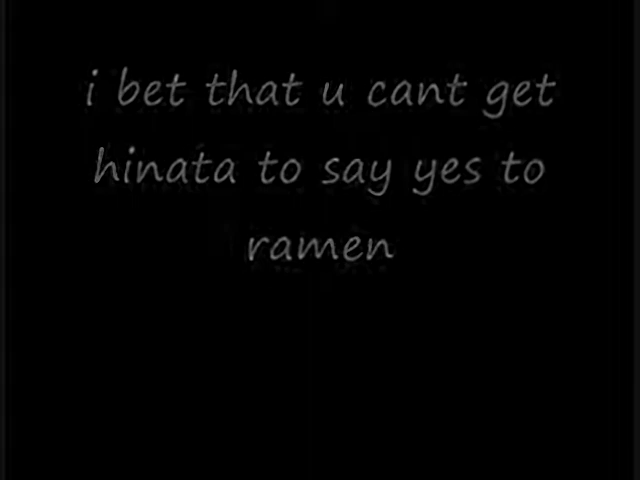 i bet that u cant get
hinata to say yes to
ramen